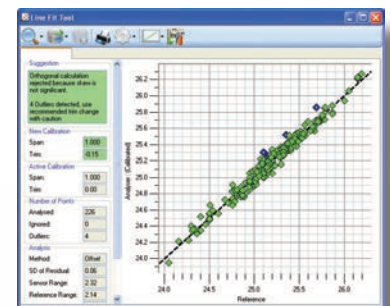 Line Fit Tool
Suggestion
Orthogonal calculation
rejected because skew is
not significant.
4 Outliers detected, use
recommended trim change
with caution
New Calibration
Span: 1.000
Trim: -0.15
Active Calibration
Span: 1.000
Trim: 0.00
Number of Points
Analysed: 226
Ignored: 0
Outliers: 4
Analysis
Method: Offset
SD of Residual: 0.06
Sensor Range: 2.32
Reference Range: 2.14
Analyser (Calibrated)
26.2
26.0
25.8
25.6
25.4
25.2
25.0
24.8
24.6
24.4
24.2
24.0
24.0 24.5 25.0 25.5 26.0
Reference